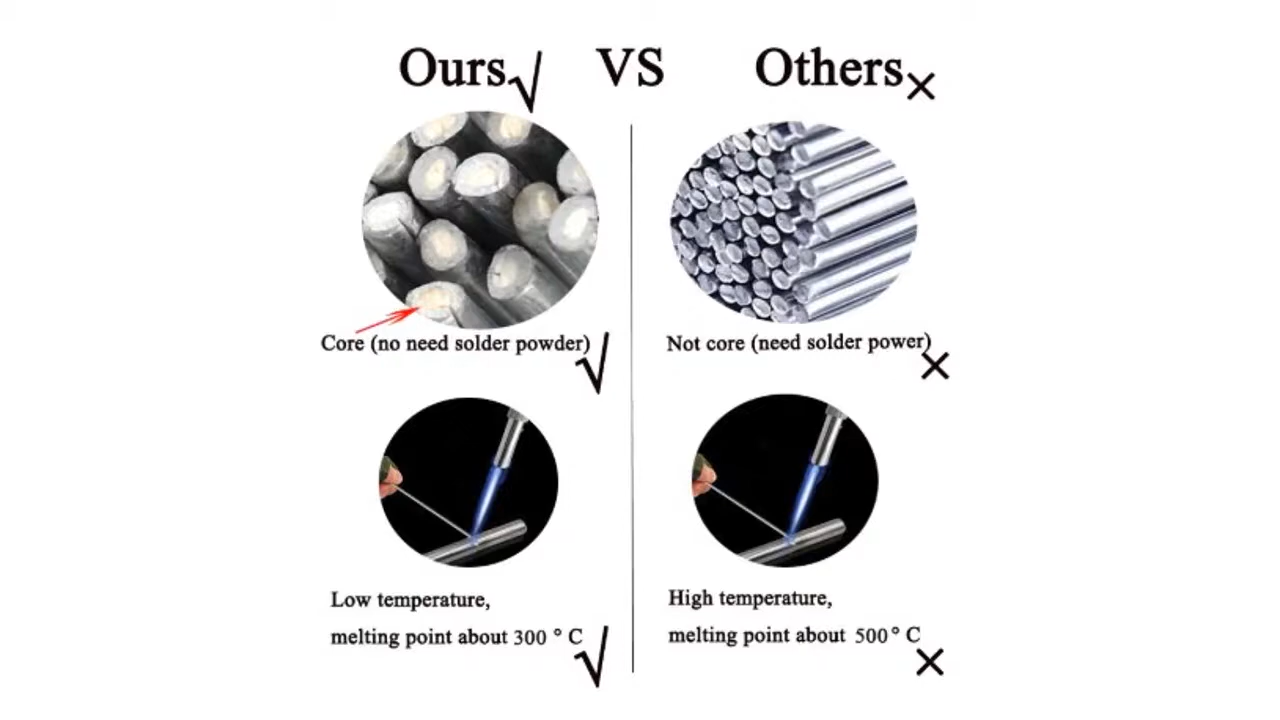 Ours VS Others
Core (no need solder powder)
Not core (need solder power)
Low temperature,
melting point about 300 ° C
High temperature,
melting point about 500° C